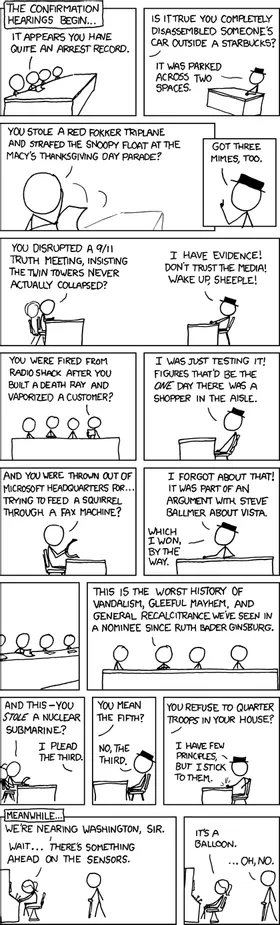 THE CONFIRMATION
HEARINGS BEGIN...
IT APPEARS YOU HAVE
QUITE AN ARREST RECORD.
IS IT TRUE YOU COMPLETELY
DISASSEMBLED SOMEONE'S
CAR OUTSIDE A STARBUCKS?
IT WAS PARKED
ACROSS TWO
SPACES.
YOU STOLE A RED FOKKER TRIPLANE
AND STRAFED THE SNOOPY FLOAT AT THE
MACY'S THANKSGIVING DAY PARADE?
GOT THREE
MIMES, TOO.
YOU DISRUPTED A 9/11
TRUTH MEETING, INSISTING
THE TWIN TOWERS NEVER
ACTUALLY COLLAPSED?
I HAVE EVIDENCE!
DON'T TRUST THE MEDIA!
WAKE UP, SHEEPLE!
YOU WERE FIRED FROM
RADIO SHACK AFTER YOU
BUILT A DEATH RAY AND
VAPORIZED A CUSTOMER?
I WAS JUST TESTING IT!
FIGURES THAT'D BE THE
ONE DAY THERE WAS A
SHOPPER IN THE AISLE.
AND YOU WERE THROWN OUT OF
MICROSOFT HEADQUARTERS FOR...
TRYING TO FEED A SQUIRREL
THROUGH A FAX MACHINE?
I FORGOT ABOUT THAT!
IT WAS PART OF AN
ARGUMENT WITH STEVE
BALLMER ABOUT VISTA.
WHICH
I WON,
BY THE
WAY.
THIS IS THE WORST HISTORY OF
VANDALISM, GLEEFUL MAYHEM, AND
GENERAL RECALCITRANCE WE'VE SEEN IN
A NOMINEE SINCE RUTH BADER GINSBURG.
AND THIS-YOU
STOLE A NUCLEAR
SUBMARINE?
I PLEAD
THE THIRD.
YOU MEAN
THE FIFTH?
NO, THE
THIRD.
YOU REFUSE TO QUARTER
TROOPS IN YOUR HOUSE?
I HAVE FEW
PRINCIPLES,
BUT I STICK
TO THEM.
MEANWHILE...
WE'RE NEARING WASHINGTON, SIR.
WAIT... THERE'S SOMETHING
AHEAD ON THE SENSORS.
IT'S A
BALLOON.
...OH, NO.